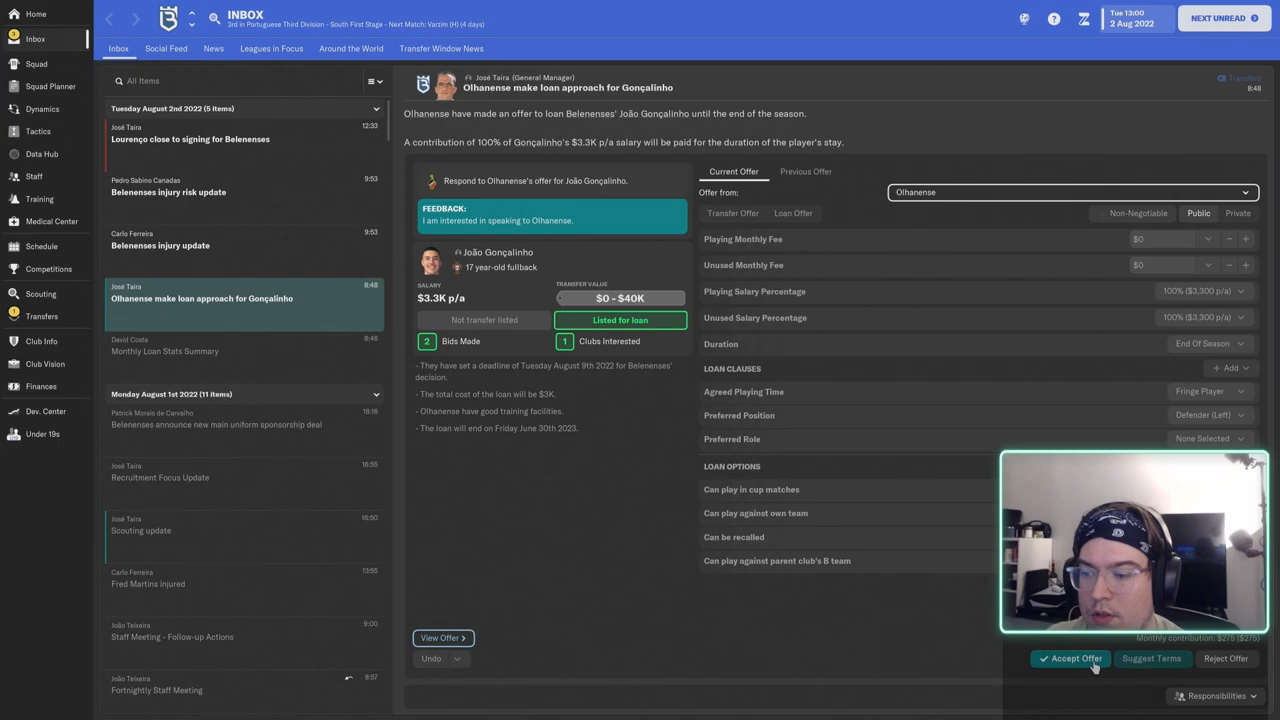 Home
3
Inbox
Squad
Squad Planner
Dynamics
Tactics
Data Hub
Staff
Training
Medical Center
Schedule
Competitions
Scouting
Transfers
Club Info
Club Vision
Finances
Dev. Center
Under 19s
INBOX
3rd in Portuguese Third Division - South First Stage - Next Match: Varzim (H) (4 days)
Tue 13:00
2 Aug 2022
NEXT UNREAD
Inbox
Social Feed
News
Leagues in Focus
Around the World
Transfer Window News
All Items
Tuesday August 2nd 2022 (5 items)
José Taira 12:33
Lourenço close to signing for Belenenses
Pedro Sabino Canadas 9:53
Belenenses injury risk update
Carlo Ferreira 9:53
Belenenses injury update
José Taira 8:48
Olhanense make loan approach for Gonçalinho
David Costa 8:46
Monthly Loan Stats Summary
Monday August 1st 2022 (11 items)
Patrick Morais de Carvalho 18:16
Belenenses announce new main uniform sponsorship deal
José Taira 16:55
Recruitment Focus Update
José Taira 16:50
Scouting update
Carlo Ferreira 13:55
Fred Martins injured
João Teixeira 9:00
Staff Meeting - Follow-up Actions
João Teixeira 8:57
Fortnightly Staff Meeting
José Taira (General Manager)
Olhanense make loan approach for Gonçalinho
Transfers
8:48
Olhanense have made an offer to loan Belenenses' João Gonçalinho until the end of the season.
A contribution of 100% of Gonçalinho's $3.3K p/a salary will be paid for the duration of the player's stay.
Respond to Olhanense's offer for João Gonçalinho.
FEEDBACK:
I am interested in speaking to Olhanense.
João Gonçalinho
17 year-old fullback
SALARY
$3.3K p/a
TRANSFER VALUE
$0 - $40K
Not transfer listed
Listed for loan
2 Bids Made
1 Clubs Interested
- They have set a deadline of Tuesday August 9th 2022 for Belenenses'
decision.
- The total cost of the loan will be $3K.
- Olhanense have good training facilities.
- The loan will end on Friday June 30th 2023.
View Offer >
Undo
Current Offer
Previous Offer
Offer from:
Olhanense
Transfer Offer
Loan Offer
Non-Negotiable
Public
Private
Playing Monthly Fee $0
Unused Monthly Fee $0
Playing Salary Percentage 100% ($3,300 p/a)
Unused Salary Percentage 100% ($3,300 p/a)
Duration End Of Season
LOAN CLAUSES + Add
Agreed Playing Time Fringe Player
Preferred Position Defender (Left)
Preferred Role None Selected
LOAN OPTIONS
Can play in cup matches
Can play against own team
Can be recalled
Can play against parent club's B team
Monthly contribution: $275 ($275)
Accept Offer
Suggest Terms
Reject Offer
Responsibilities